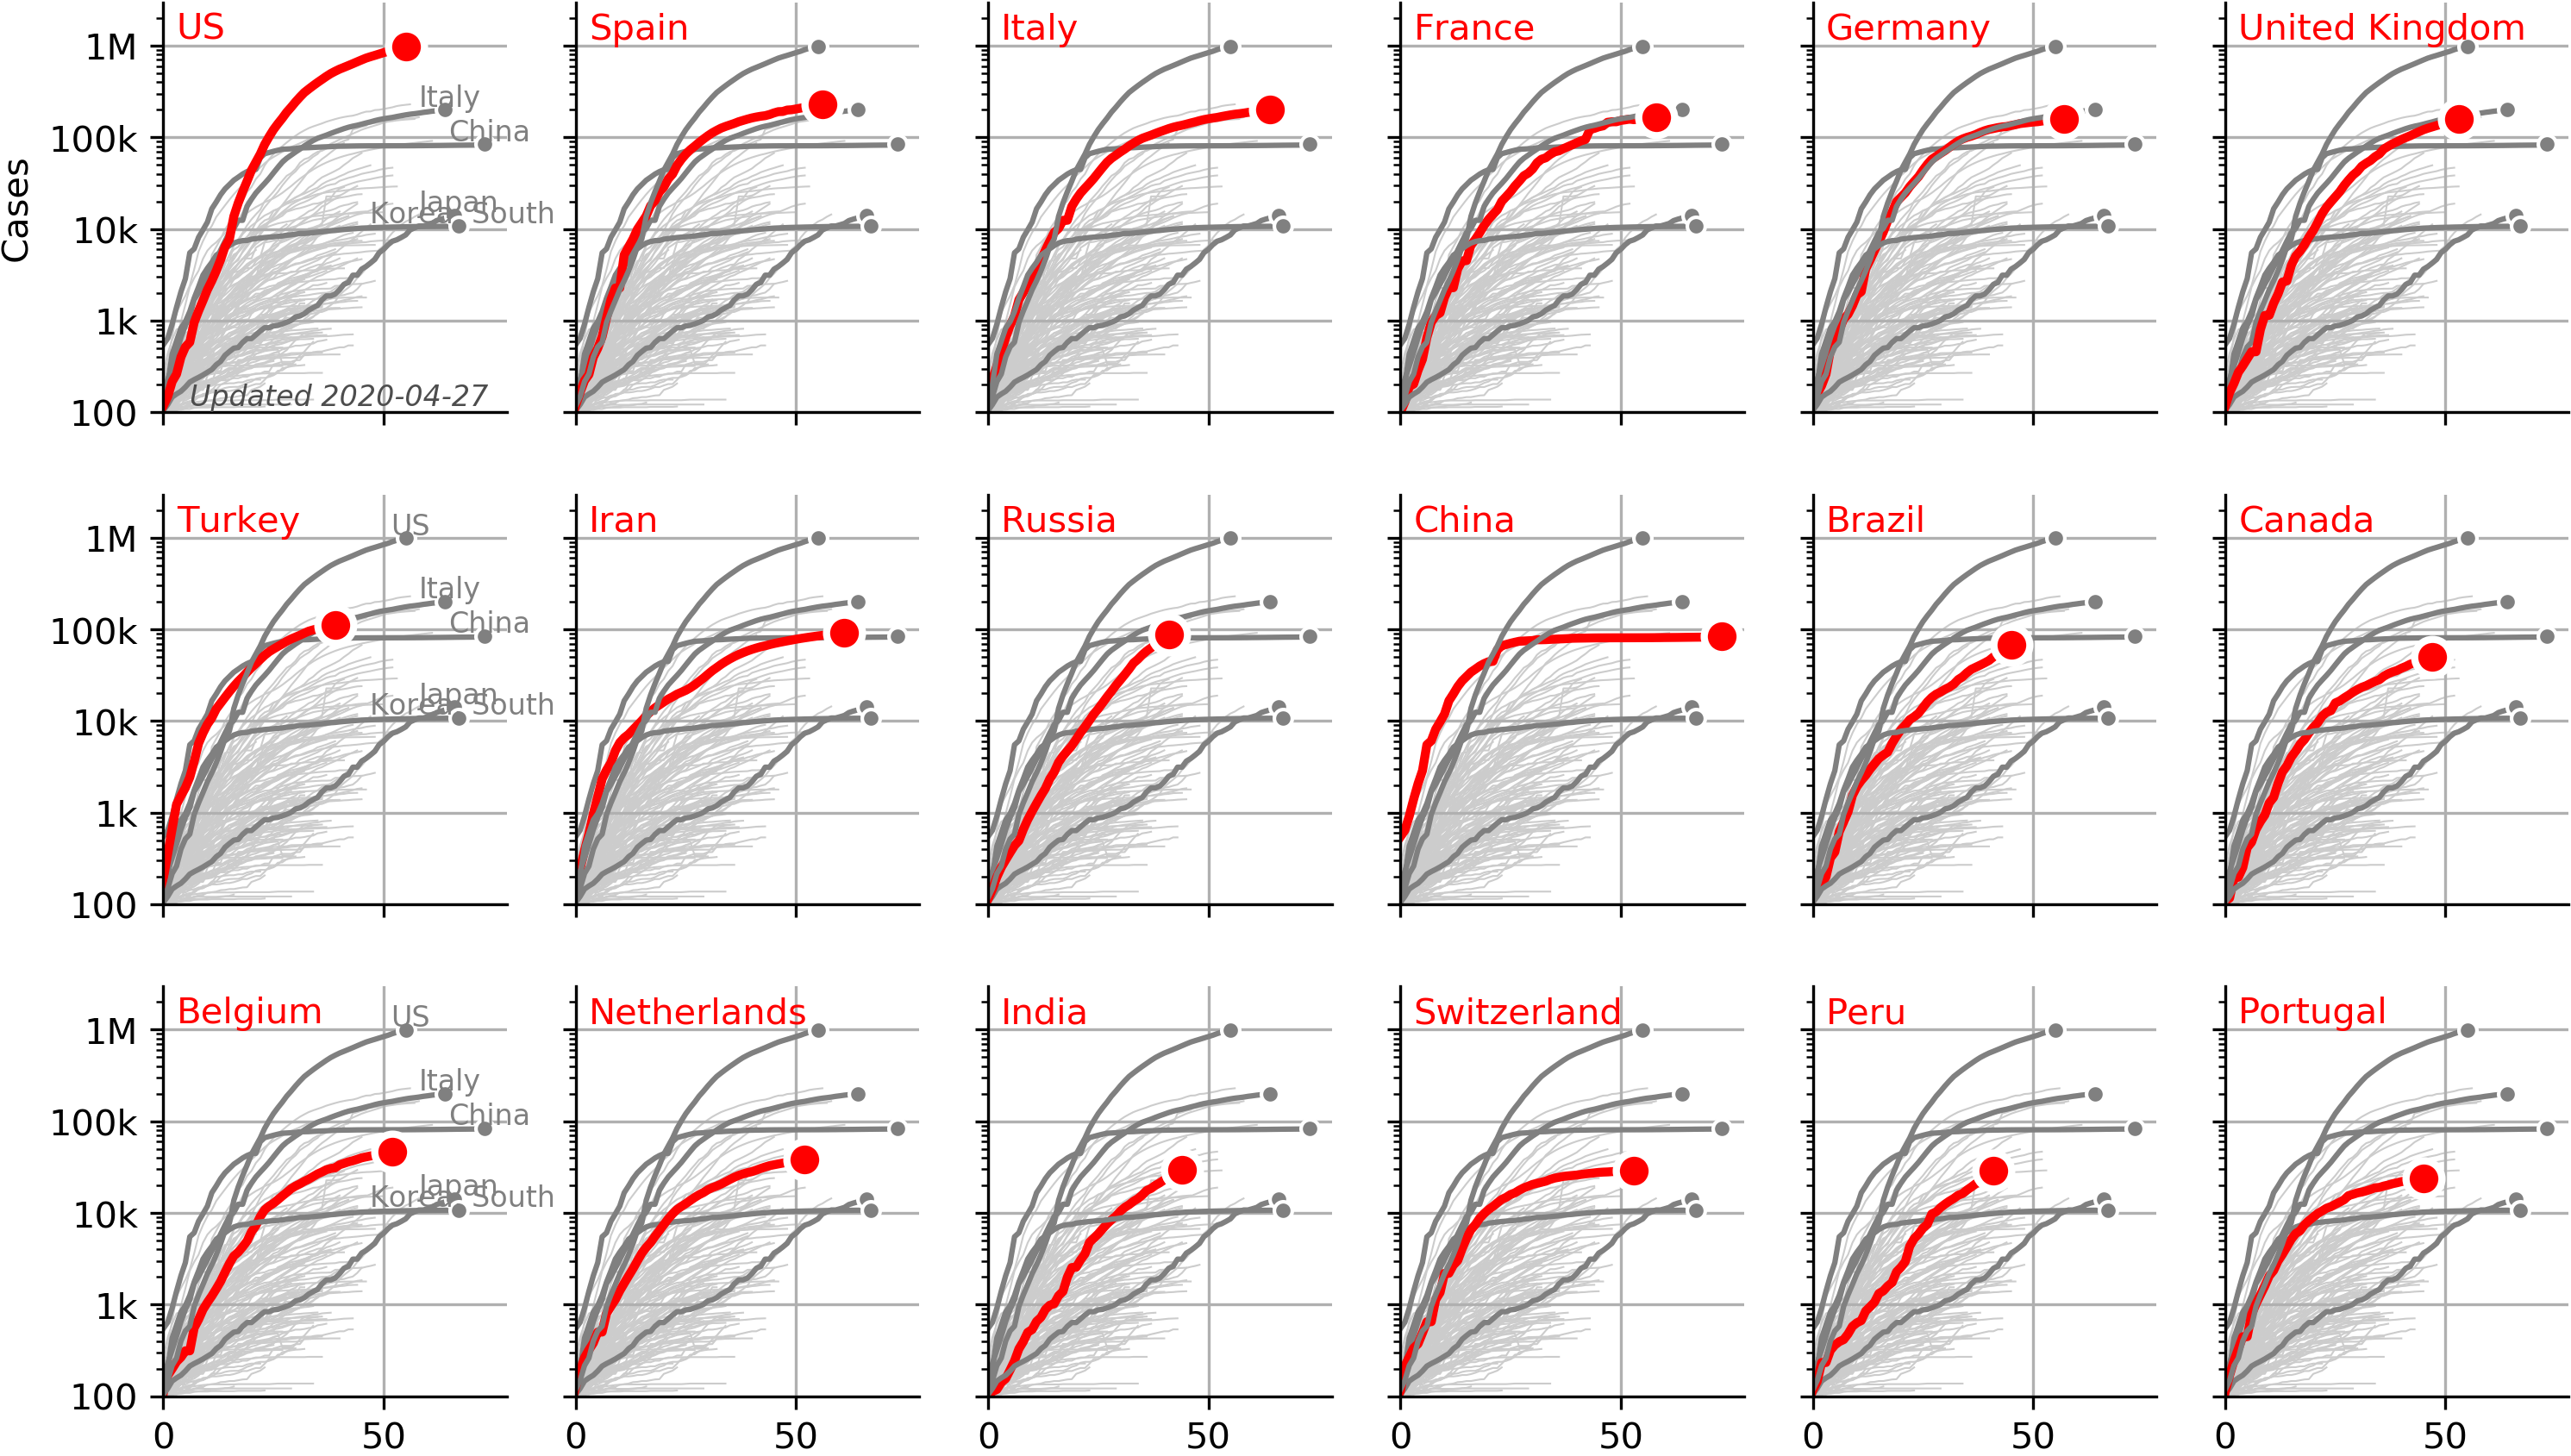 US
Spain
Italy
France
Germany
United Kingdom
1M
100k
10k
1k
100
Cases
Italy
China
Japan
Korea, South
Updated 2020-04-27
Turkey
Iran
Russia
China
Brazil
Canada
1M
100k
10k
1k
100
US
Italy
China
Japan
Korea, South
Belgium
Netherlands
India
Switzerland
Peru
Portugal
1M
100k
10k
1k
100
US
Italy
China
Japan
Korea, South
0 50 0 50 0 50 0 50 0 50 0 50